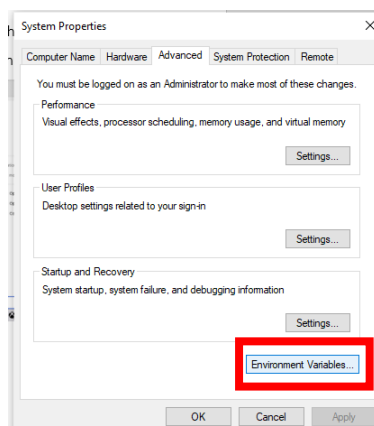 System Properties
Computer Name Hardware Advanced System Protection Remote
You must be logged on as an Administrator to make most of these changes.
Performance
Visual effects, processor scheduling, memory usage, and virtual memory
Settings...
User Profiles
Desktop settings related to your sign-in
Settings...
Startup and Recovery
System startup, system failure, and debugging information
Settings...
Environment Variables...
OK Cancel Apply